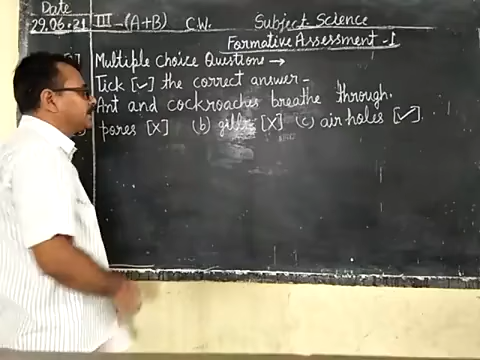 Date
29.06.21 III -(A+B) C.W. Subject Science
Formative Assessment -I
Multiple Choice Questions →
Tick [✓] the correct answer -
Ant and cockroaches breathe through.
pores [x] (b) gills [x] (c) air holes [✓].